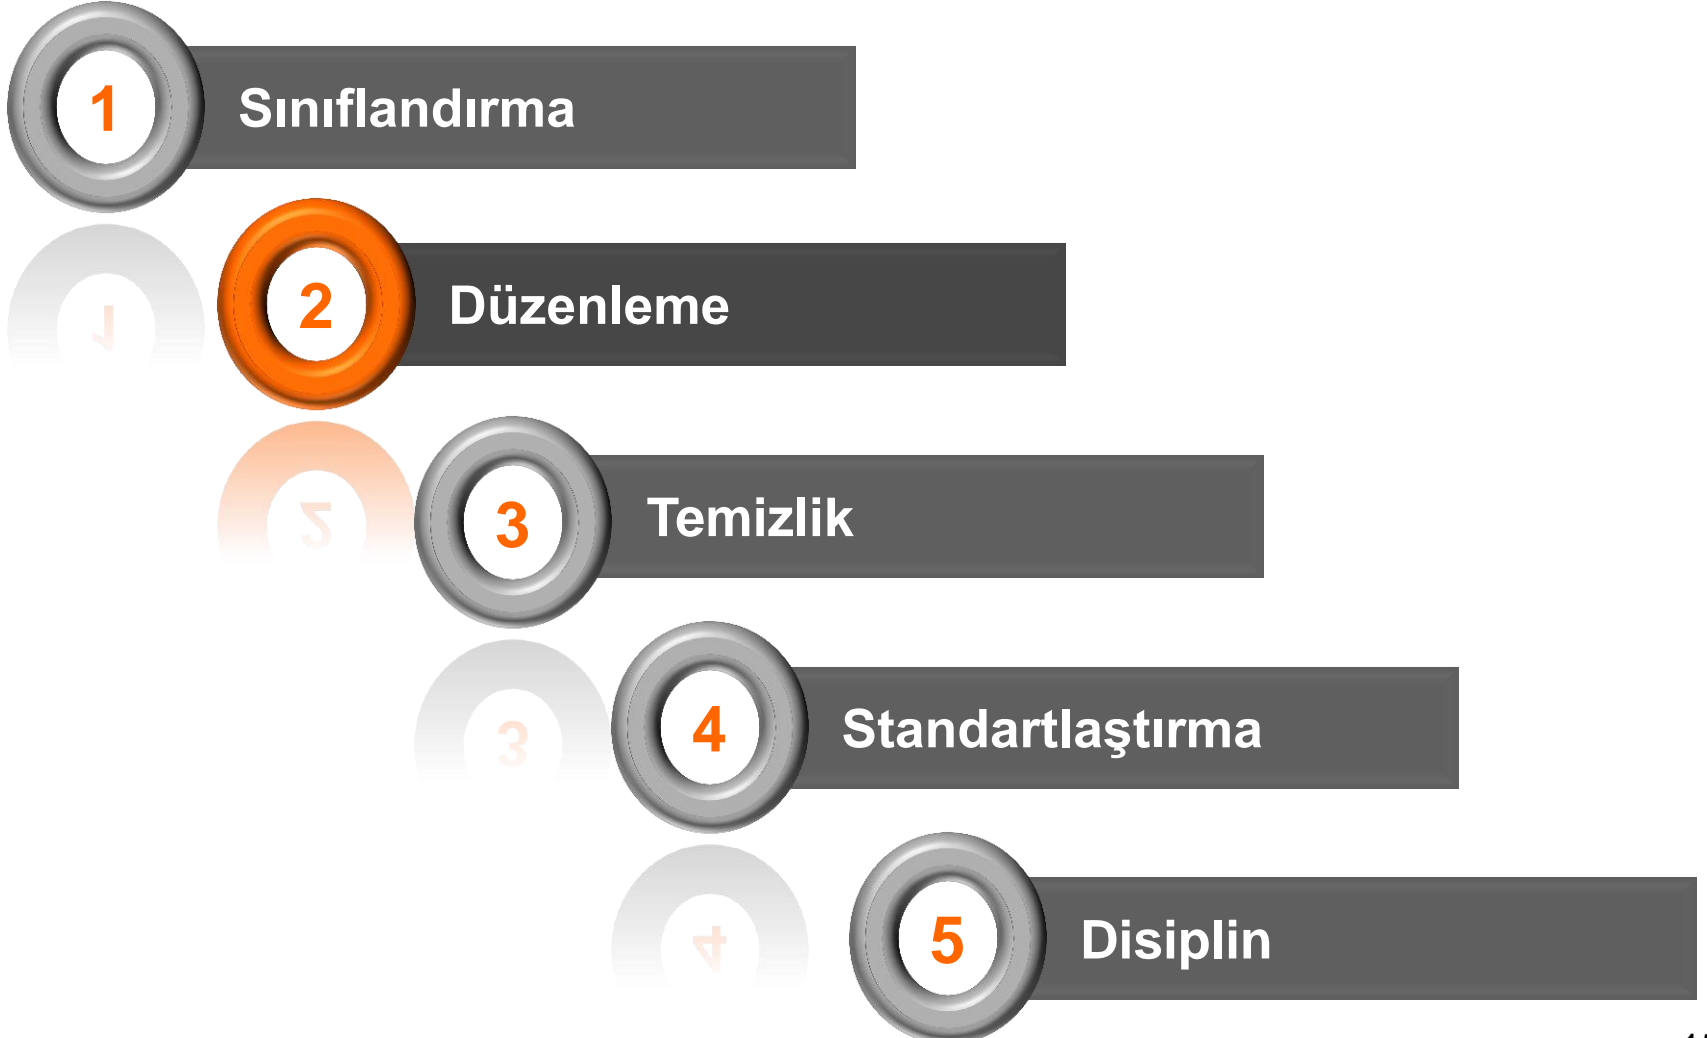 1 Sınıflandırma
2 Düzenleme
3 Temizlik
4 Standartlaştırma
5 Disiplin